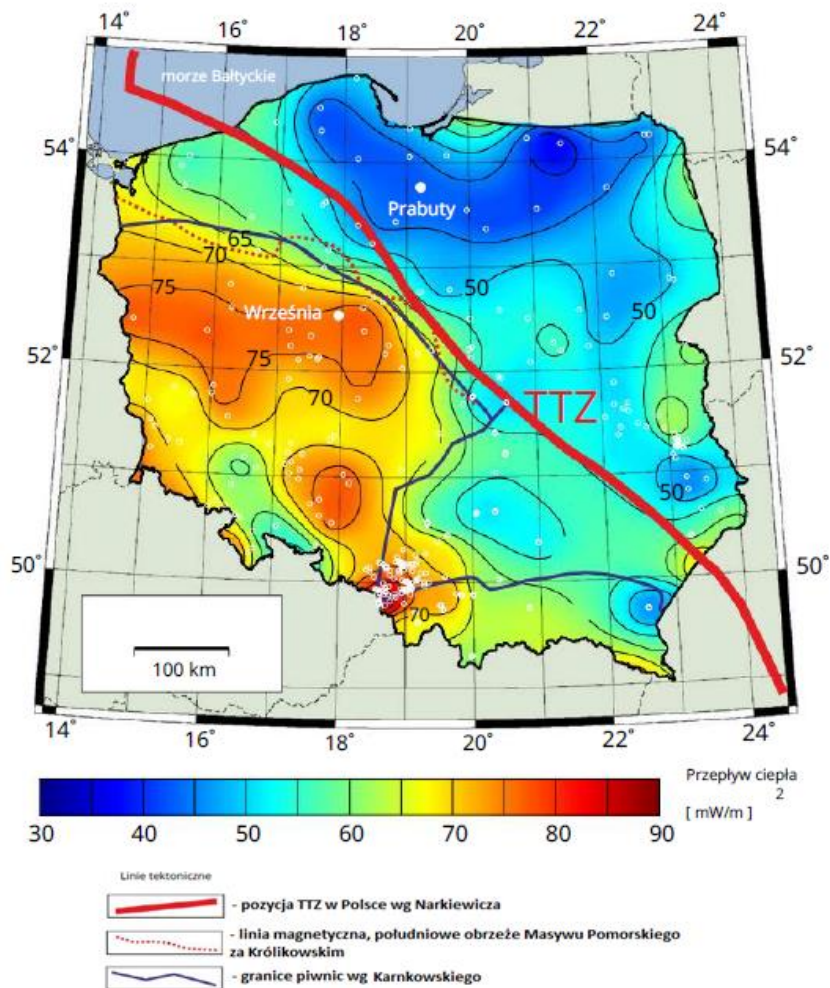 14˚ 16˚ 18˚ 20˚ 22˚ 24˚
morze Bałtyckie
54˚ 54˚
Prabuty
65
70
75 50
50
Września
52˚ 52˚
75
70
TTZ
50
50˚ 50˚
70
100 km
14˚ 16˚ 18˚ 20˚ 22˚ 24˚
Przepływ ciepła
2
[ mW/m ]
30 40 50 60 70 80 90
Linie tektoniczne
- pozycja TTZ w Polsce wg Narkiewicza
- linia magnetyczna, południowe obrzeże Masywu Pomorskiego
za Królikowskim
- granice piwnic wg Karnkowskiego